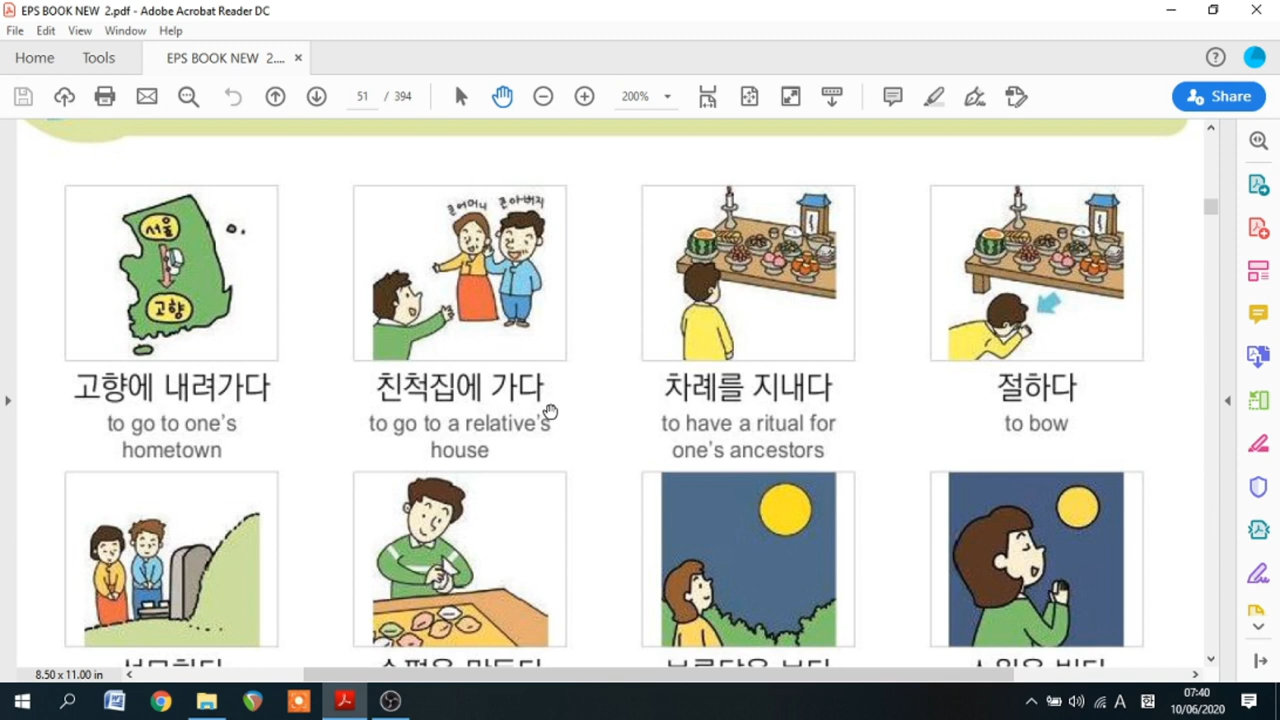 EPS BOOK NEW  2.pdf - Adobe Acrobat Reader DC
File Edit View Window Help
Home Tools EPS BOOK NEW 2.... ×
51 / 394 200% Share
서울
고향
큰어머니 큰아버지
고향에 내려가다
to go to one's
hometown
친척집에 가다
to go to a relative's
house
차례를 지내다
to have a ritual for
one's ancestors
절하다
to bow
8.50 x 11.00 in
A 한 07:40
10/06/2020